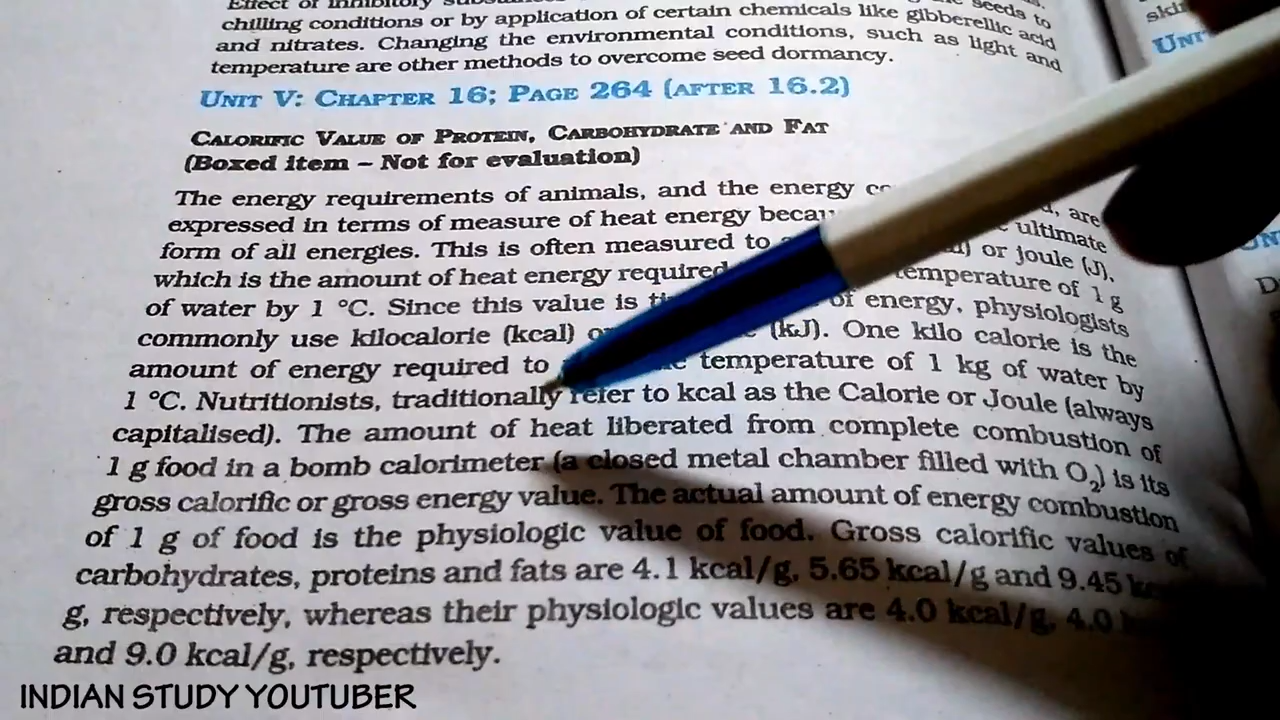 Effect of inhibitory seeds to
chilling conditions or by application of certain chemicals like gibberellic acid
and nitrates. Changing the environmental conditions, such as light and
temperature are other methods to overcome seed dormancy.
UNIT V: CHAPTER 16; PAGE 264 (AFTER 16.2)
CALORIFIC VALUE OF PROTEIN, CARBOHYDRATE AND FAT
(Boxed item – Not for evaluation)
The energy requirements of animals, and the energy are
expressed in terms of measure of heat energy ultimate
form of all energies. This is often measured to or joule (J),
which is the amount of heat energy required temperature of 1 g
of water by 1 °C. Since this value is of energy, physiologists
commonly use kilocalorie (kcal) (kJ). One kilo calorie is the
amount of energy required to temperature of 1 kg of water by
1 °C. Nutritionists, traditionally refer to kcal as the Calorie or Joule (always
capitalised). The amount of heat liberated from complete combustion of
1 g food in a bomb calorimeter (a closed metal chamber filled with O₂) is its
gross calorific or gross energy value. The actual amount of energy combustion
of 1 g of food is the physiologic value of food. Gross calorific values of
carbohydrates, proteins and fats are 4.1 kcal/g, 5.65 kcal/g and 9.45
g, respectively, whereas their physiologic values are 4.0 kcal/g, 4.0
and 9.0 kcal/g, respectively.
INDIAN STUDY YOUTUBER